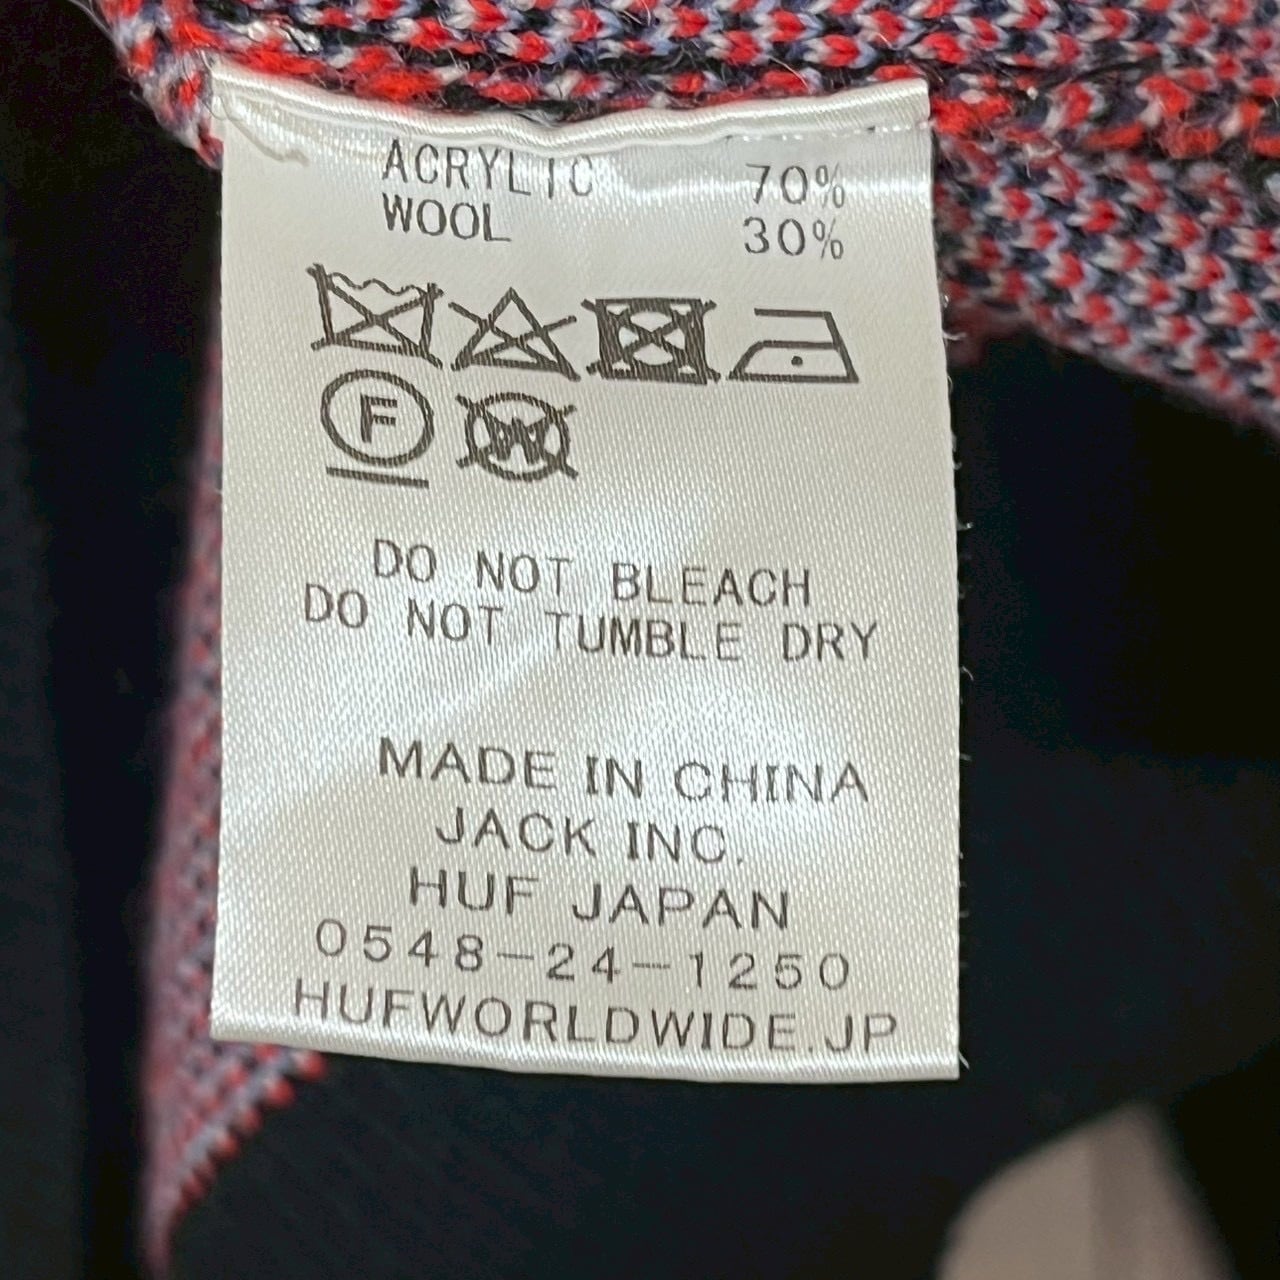 ACRYLIC 70%
WOOL 30%
F
W
DO NOT BLEACH
DO NOT TUMBLE DRY
MADE IN CHINA
JACK INC.
HUF JAPAN
0548-24-1250
HUFWORLDWIDE.JP